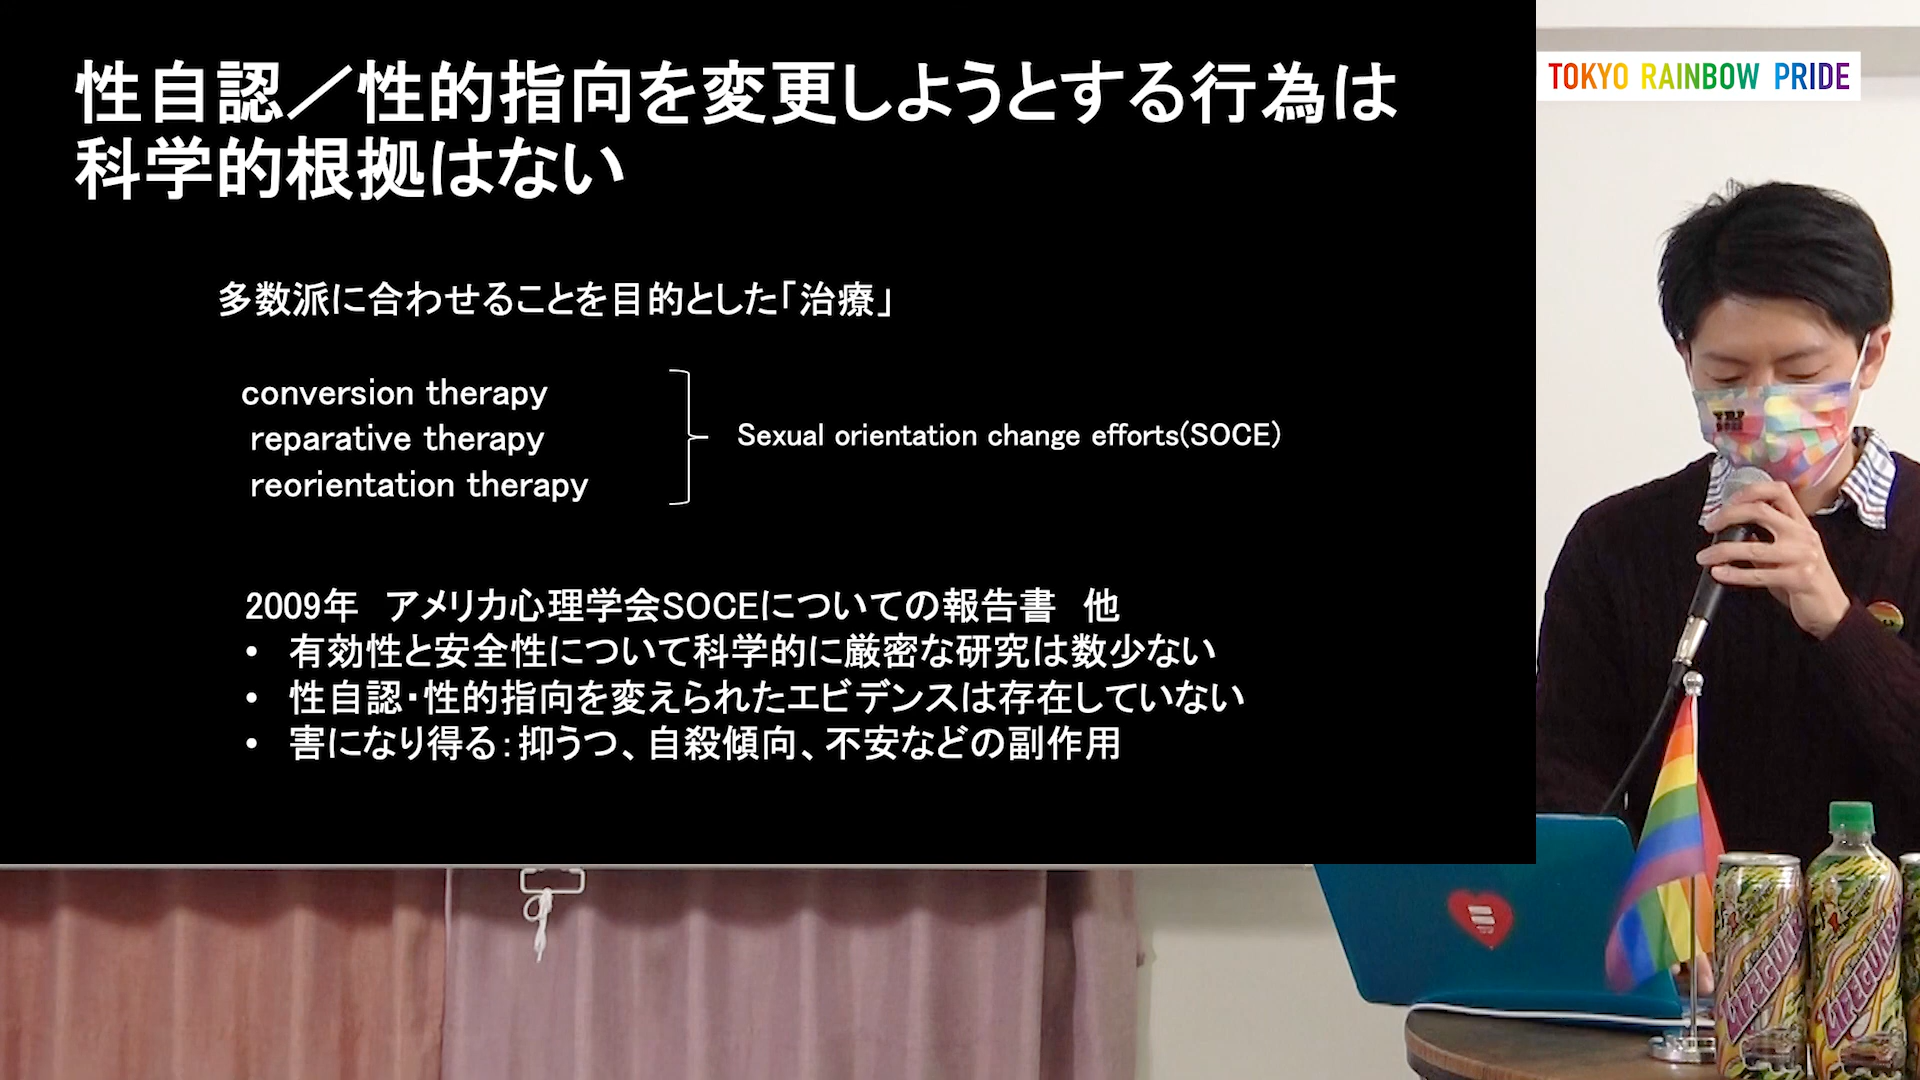 性自認／性的指向を変更しようとする行為は
科学的根拠はない
多数派に合わせることを目的とした「治療」
conversion therapy
reparative therapy
reorientation therapy
Sexual orientation change efforts(SOCE)
2009年　アメリカ心理学会SOCEについての報告書　他
• 有効性と安全性について科学的に厳密な研究は数少ない
• 性自認・性的指向を変えられたエビデンスは存在していない
• 害になり得る：抑うつ、自殺傾向、不安などの副作用
TOKYO RAINBOW PRIDE
LIFEGUARD
LIFEGUARD